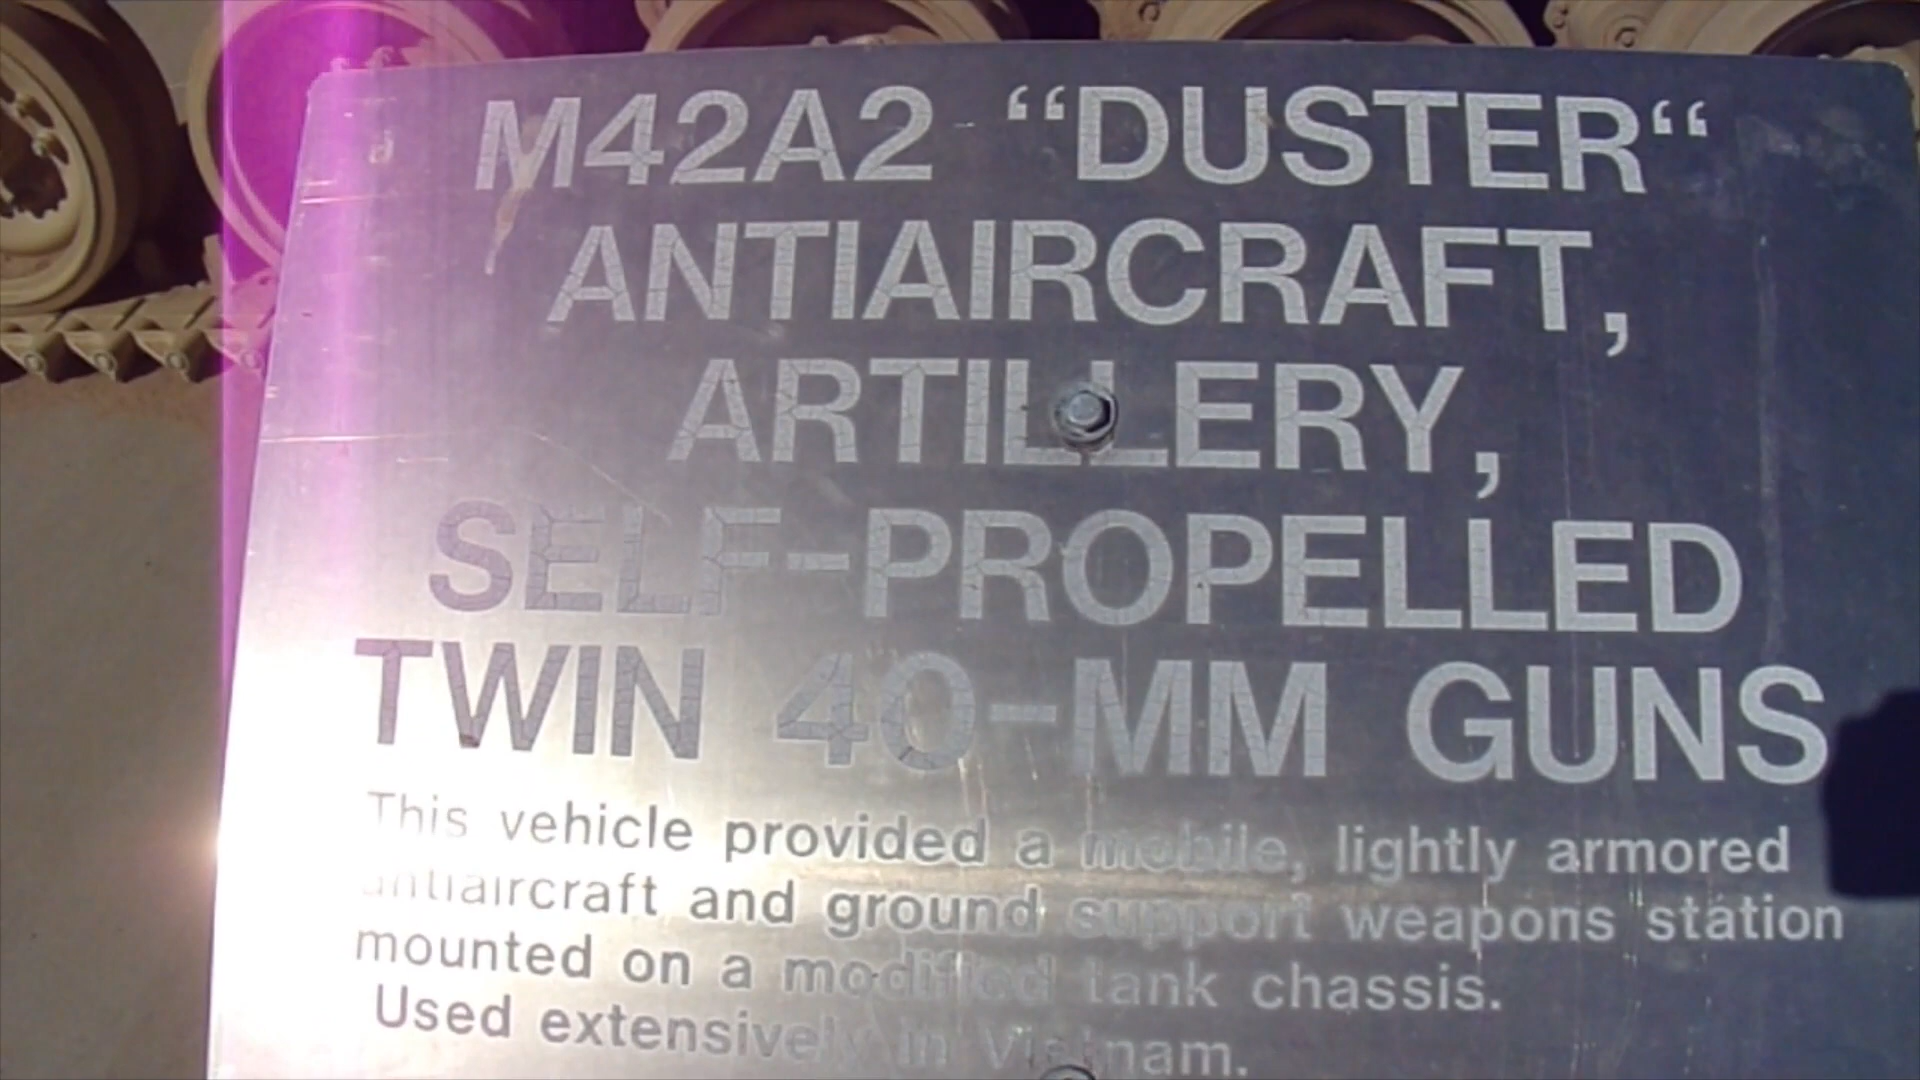 M42A2 “DUSTER“
ANTIAIRCRAFT,
ARTILLERY,
SELF-PROPELLED
TWIN 40-MM GUNS
This vehicle provided a mobile, lightly armored
antiaircraft and ground support weapons station
mounted on a modified tank chassis.
Used extensively in Vietnam.